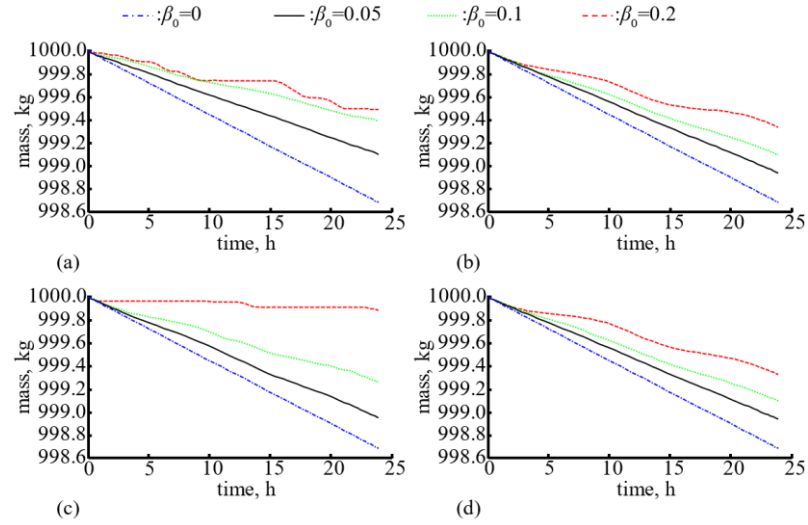 :β₀=0 :β₀=0.05 :β₀=0.1 :β₀=0.2
1000.0 1000.0
999.8 999.8
999.6 999.6
999.4 999.4
999.2 999.2
999.0 999.0
998.8 998.8
998.6 998.6
mass, kg mass, kg
0 5 10 15 20 25 0 5 10 15 20 25
time, h time, h
(a) (b)
1000.0 1000.0
999.8 999.8
999.6 999.6
999.4 999.4
999.2 999.2
999.0 999.0
998.8 998.8
998.6 998.6
mass, kg mass, kg
0 5 10 15 20 25 0 5 10 15 20 25
time, h time, h
(c) (d)